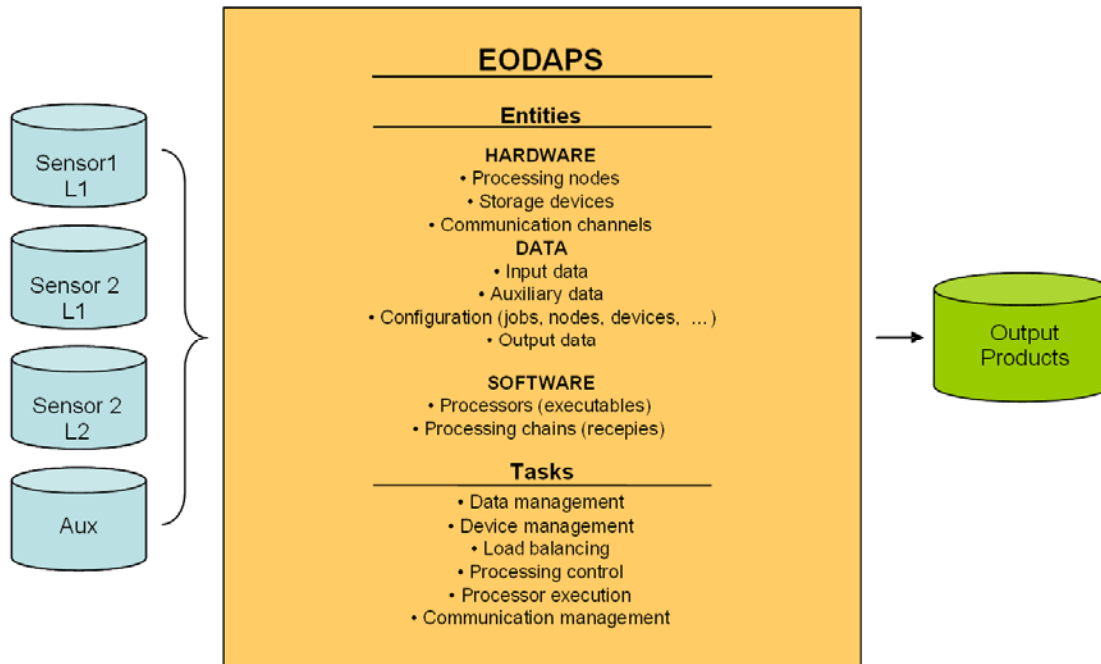 Sensor1
L1
Sensor 2
L1
Sensor 2
L2
Aux
EODAPS
Entities
HARDWARE
• Processing nodes
• Storage devices
• Communication channels
DATA
• Input data
• Auxiliary data
• Configuration (jobs, nodes, devices, ...)
• Output data
SOFTWARE
• Processors (executables)
• Processing chains (recepies)
Tasks
• Data management
• Device management
• Load balancing
• Processing control
• Processor execution
• Communication management
Output
Products